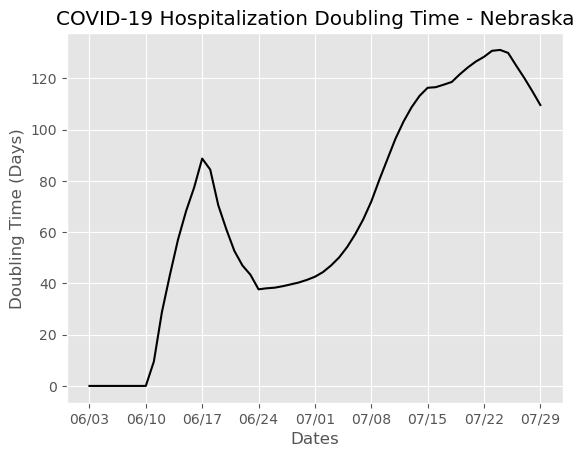 COVID-19 Hospitalization Doubling Time - Nebraska
Doubling Time (Days)
120
100
80
60
40
20
0
06/03 06/10 06/17 06/24 07/01 07/08 07/15 07/22 07/29
Dates